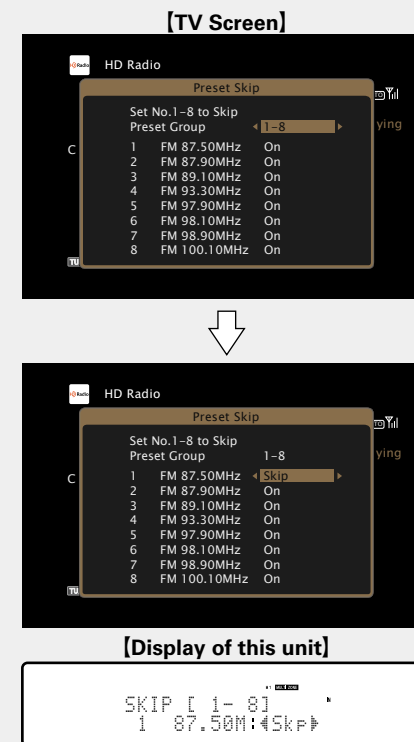 【TV Screen】
HD Radio
Preset Skip
Set No.1-8 to Skip
Preset Group 1-8
ying
1 FM 87.50MHz On
C
2 FM 87.90MHz On
3 FM 89.10MHz On
4 FM 93.30MHz On
5 FM 97.90MHz On
6 FM 98.10MHz On
7 FM 98.90MHz On
8 FM 100.10MHz On
TU
HD Radio
Preset Skip
Set No.1-8 to Skip
Preset Group 1-8
ying
1 FM 87.50MHz Skip
C
2 FM 87.90MHz On
3 FM 89.10MHz On
4 FM 93.30MHz On
5 FM 97.90MHz On
6 FM 98.10MHz On
7 FM 98.90MHz On
8 FM 100.10MHz On
TU
【Display of this unit】
SKIP [ 1- 8]
1 87.50M:Skp